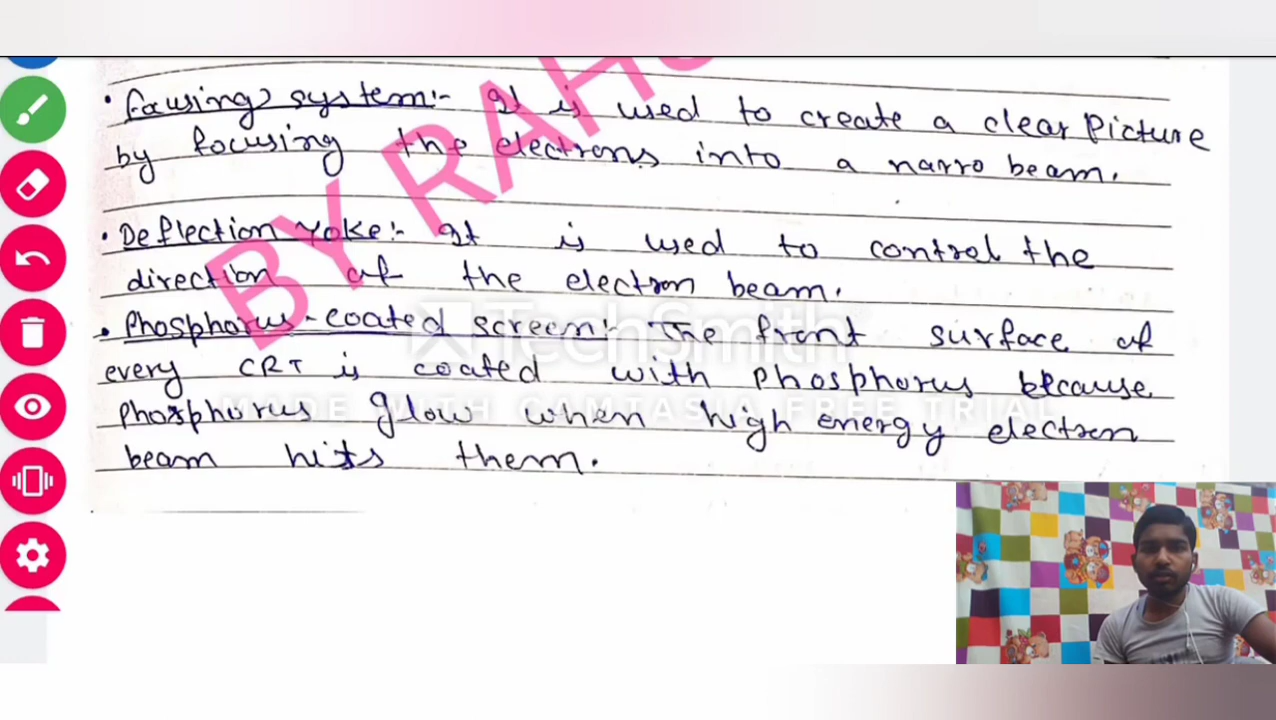 • focusing system:- It is used to create a clear picture
by focusing the electrons into a narro beam.
• Deflection Yoke:- It is used to control the
direction of the electron beam.
• Phosphorus-coated screen:- The front surface of
every CRT is coated with phosphorus because
phosphorus glow when high energy electron
beam hits them.
BY RAH
TechSmith
MADE WITH CAMTASIA FREE TRIAL